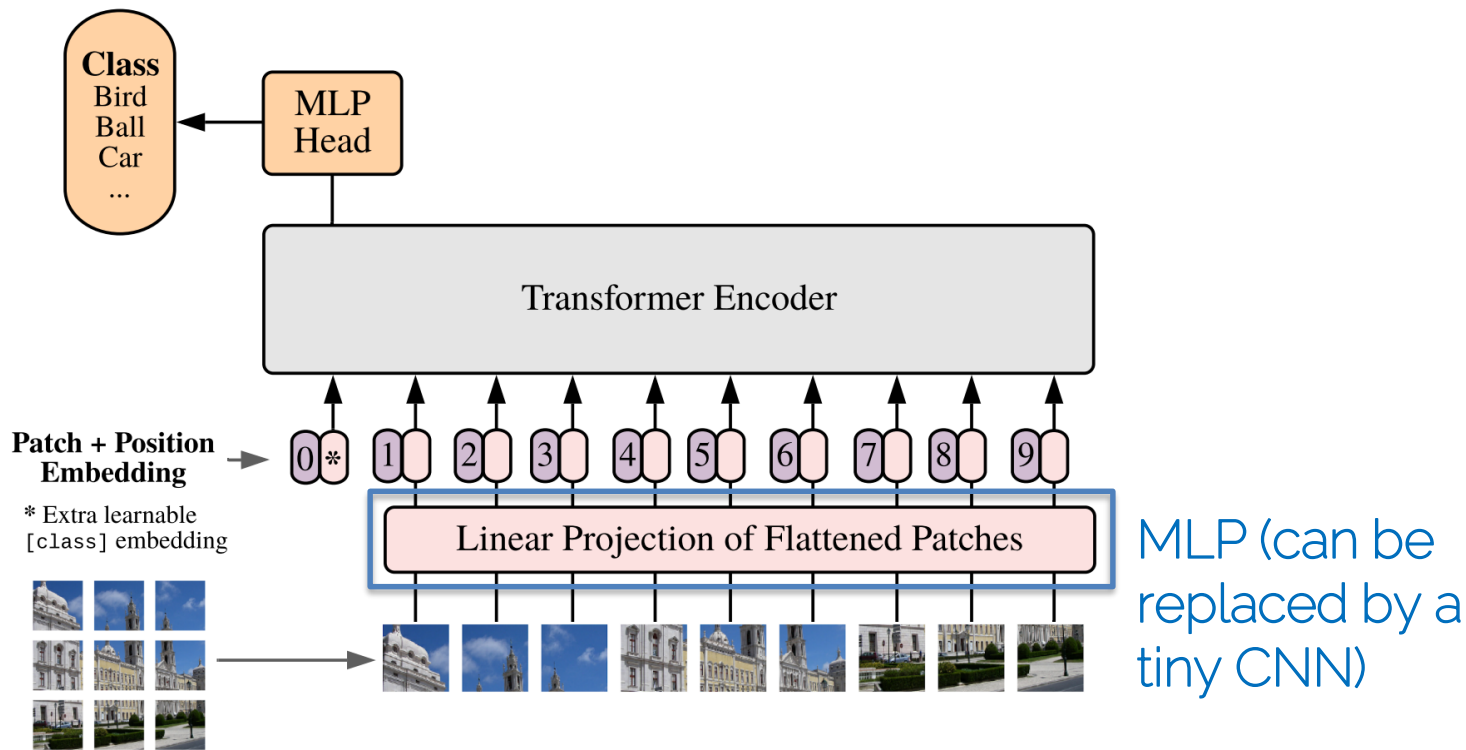 Class
Bird
Ball
Car
...
MLP
Head
Transformer Encoder
Patch + Position
Embedding
0 * 1 2 3 4 5 6 7 8 9
* Extra learnable
[class] embedding
Linear Projection of Flattened Patches
MLP (can be
replaced by a
tiny CNN)